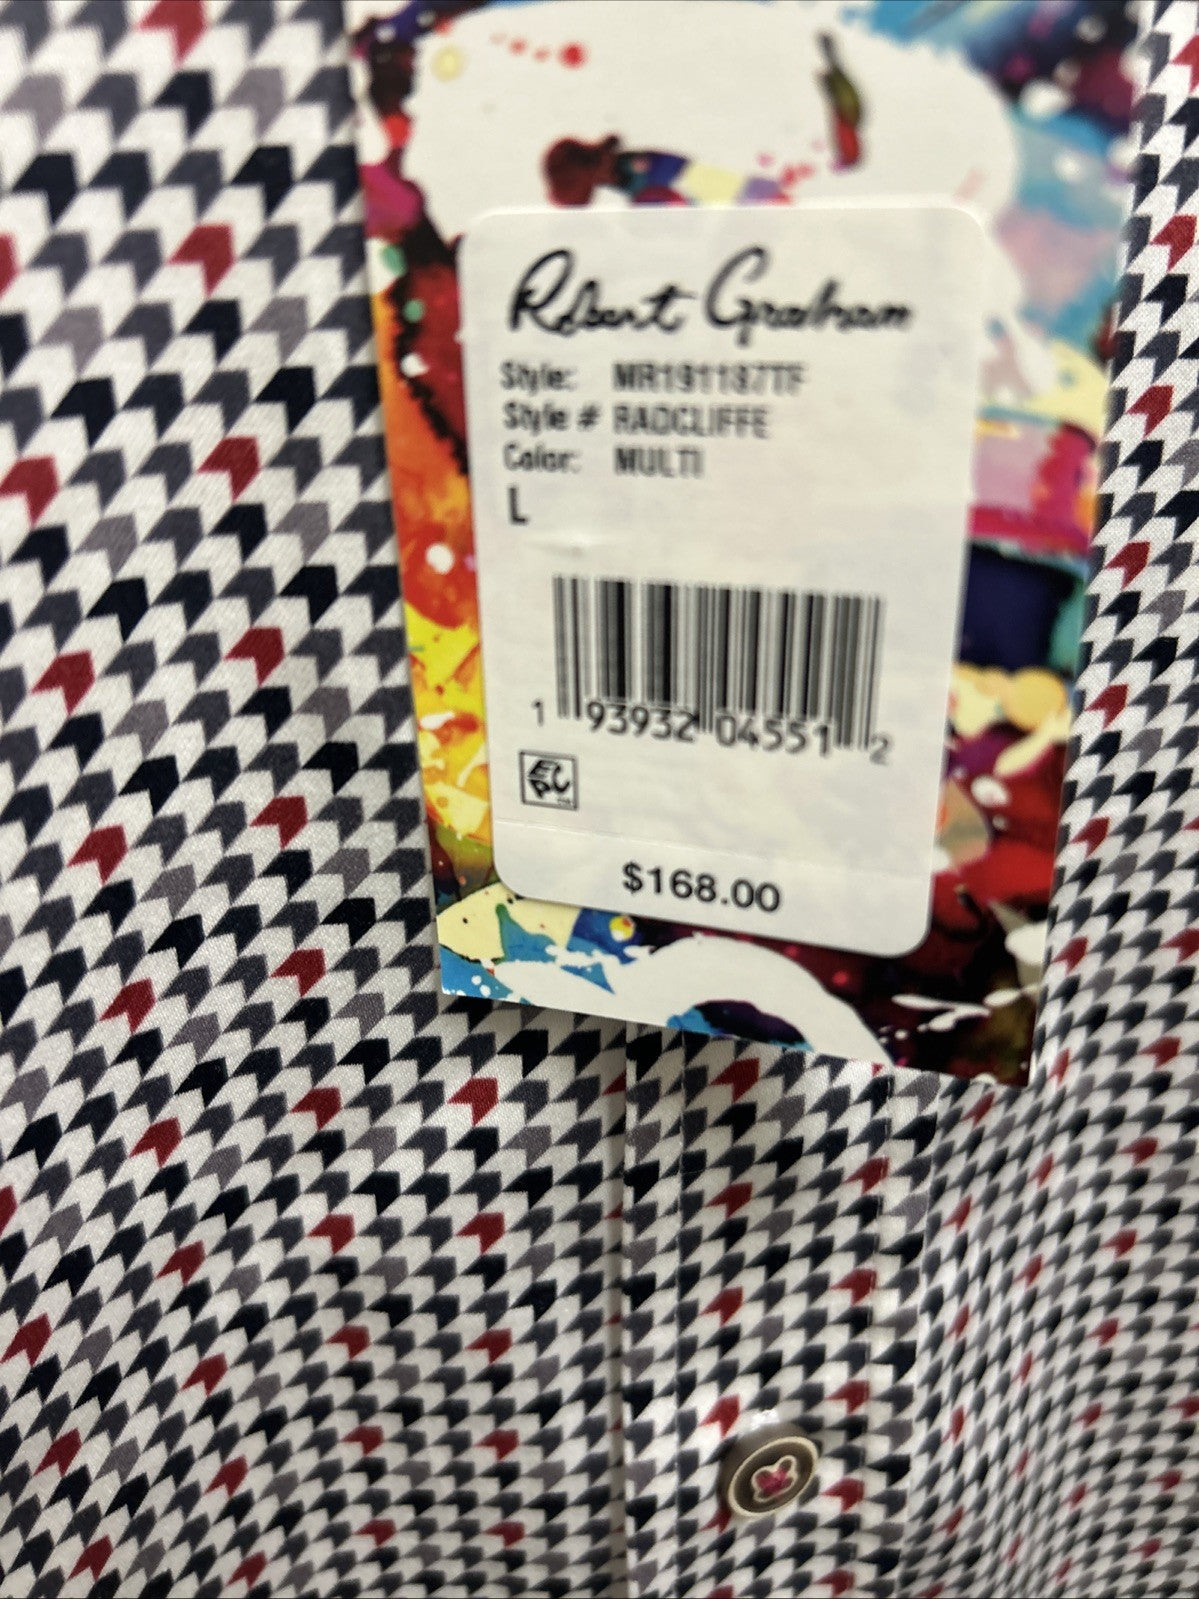 Robert Graham
Style: MR191187TF
Style # RADCLIFFE
Color: MULTI
L
1 93932 04551 2
$168.00